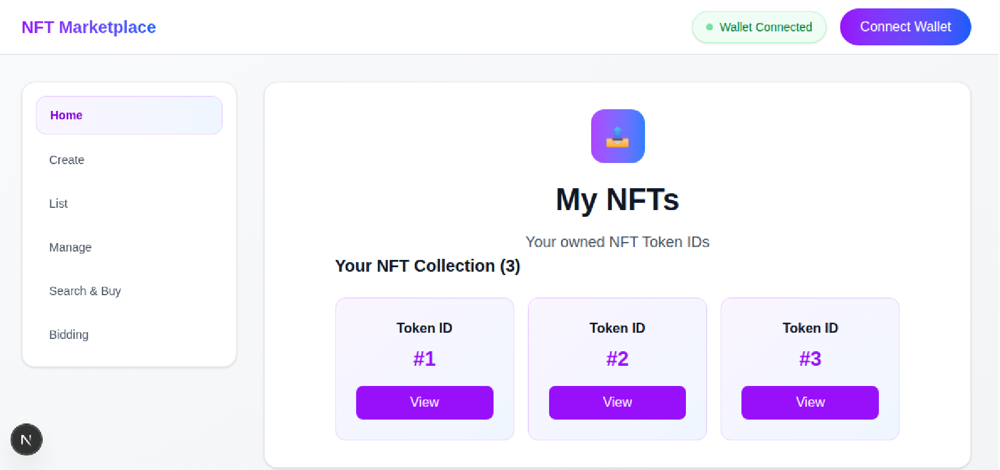 NFT Marketplace
Wallet Connected
Connect Wallet
Home
Create
List
Manage
Search & Buy
Bidding
My NFTs
Your owned NFT Token IDs
Your NFT Collection (3)
Token ID
#1
View
Token ID
#2
View
Token ID
#3
View
N